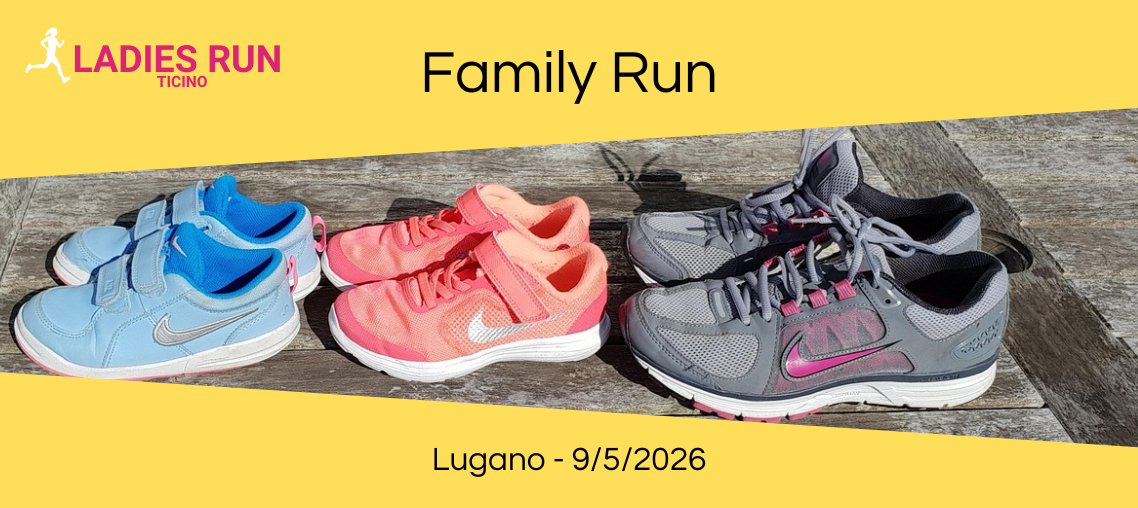 LADIES RUN
TICINO
Family Run
Lugano - 9/5/2026